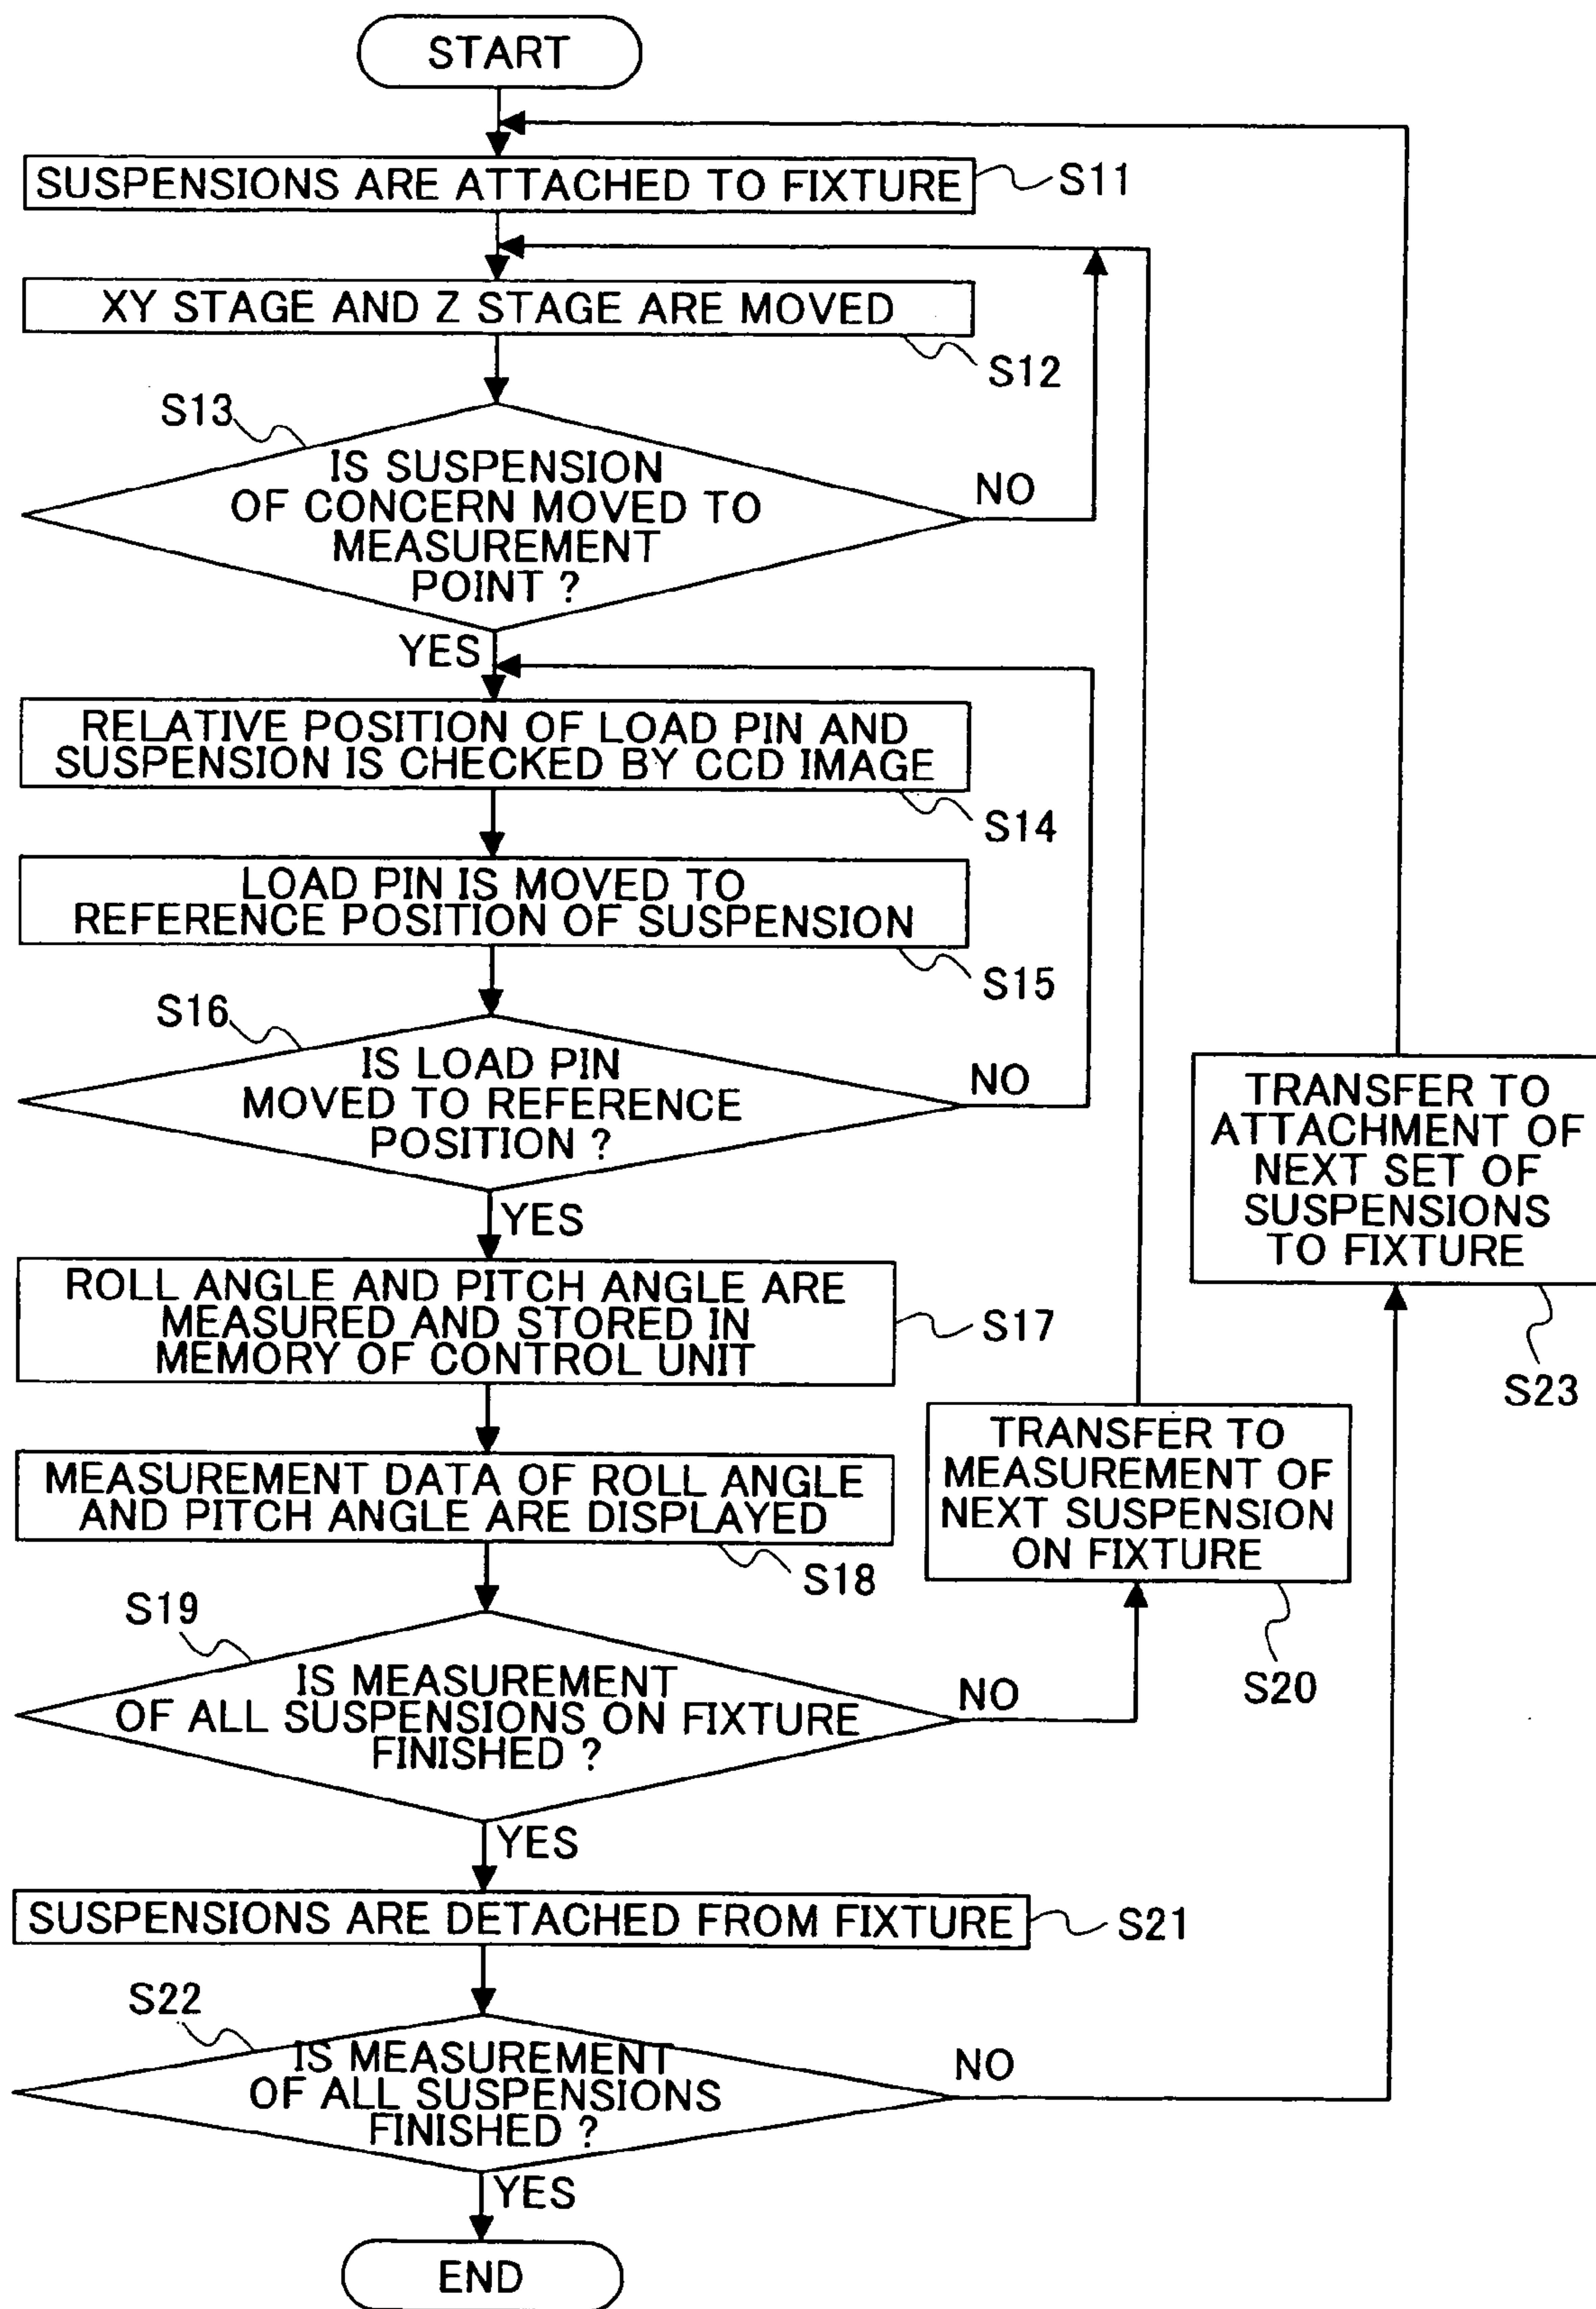 START
SUSPENSIONS ARE ATTACHED TO FIXTURE
S11
XY STAGE AND Z STAGE ARE MOVED
S12
S13
IS SUSPENSION
OF CONCERN MOVED TO
MEASUREMENT
POINT ?
NO
YES
RELATIVE POSITION OF LOAD PIN AND
SUSPENSION IS CHECKED BY CCD IMAGE
S14
LOAD PIN IS MOVED TO
REFERENCE POSITION OF SUSPENSION
S15
S16
IS LOAD PIN
MOVED TO REFERENCE
POSITION ?
NO
YES
ROLL ANGLE AND PITCH ANGLE ARE
MEASURED AND STORED IN
MEMORY OF CONTROL UNIT
S17
MEASUREMENT DATA OF ROLL ANGLE
AND PITCH ANGLE ARE DISPLAYED
S18
S19
IS MEASUREMENT
OF ALL SUSPENSIONS ON FIXTURE
FINISHED ?
NO
TRANSFER TO
MEASUREMENT OF
NEXT SUSPENSION
ON FIXTURE
S20
YES
SUSPENSIONS ARE DETACHED FROM FIXTURE
S21
S22
IS MEASUREMENT
OF ALL SUSPENSIONS
FINISHED ?
NO
TRANSFER TO
ATTACHMENT OF
NEXT SET OF
SUSPENSIONS
TO FIXTURE
S23
YES
END